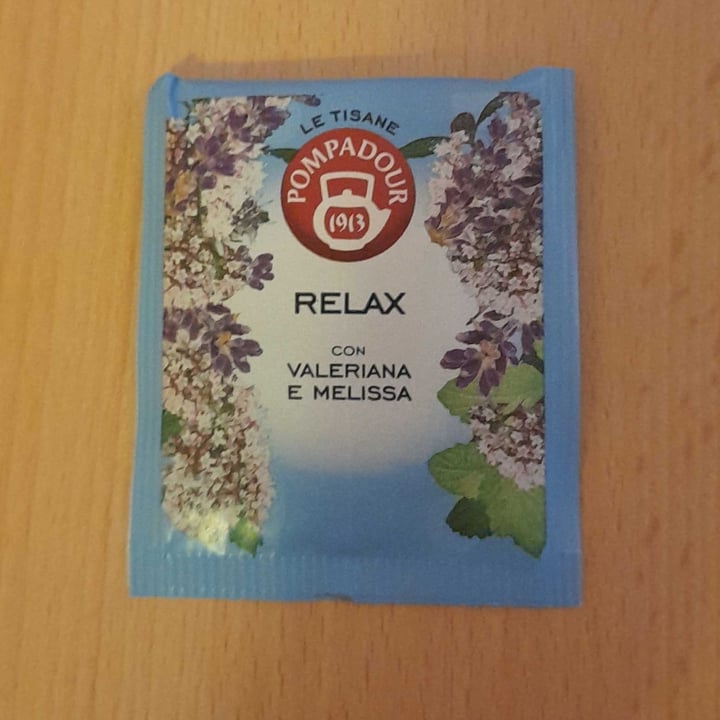 LE TISANE
POMPADOUR
1913
RELAX
CON
VALERIANA
E MELISSA